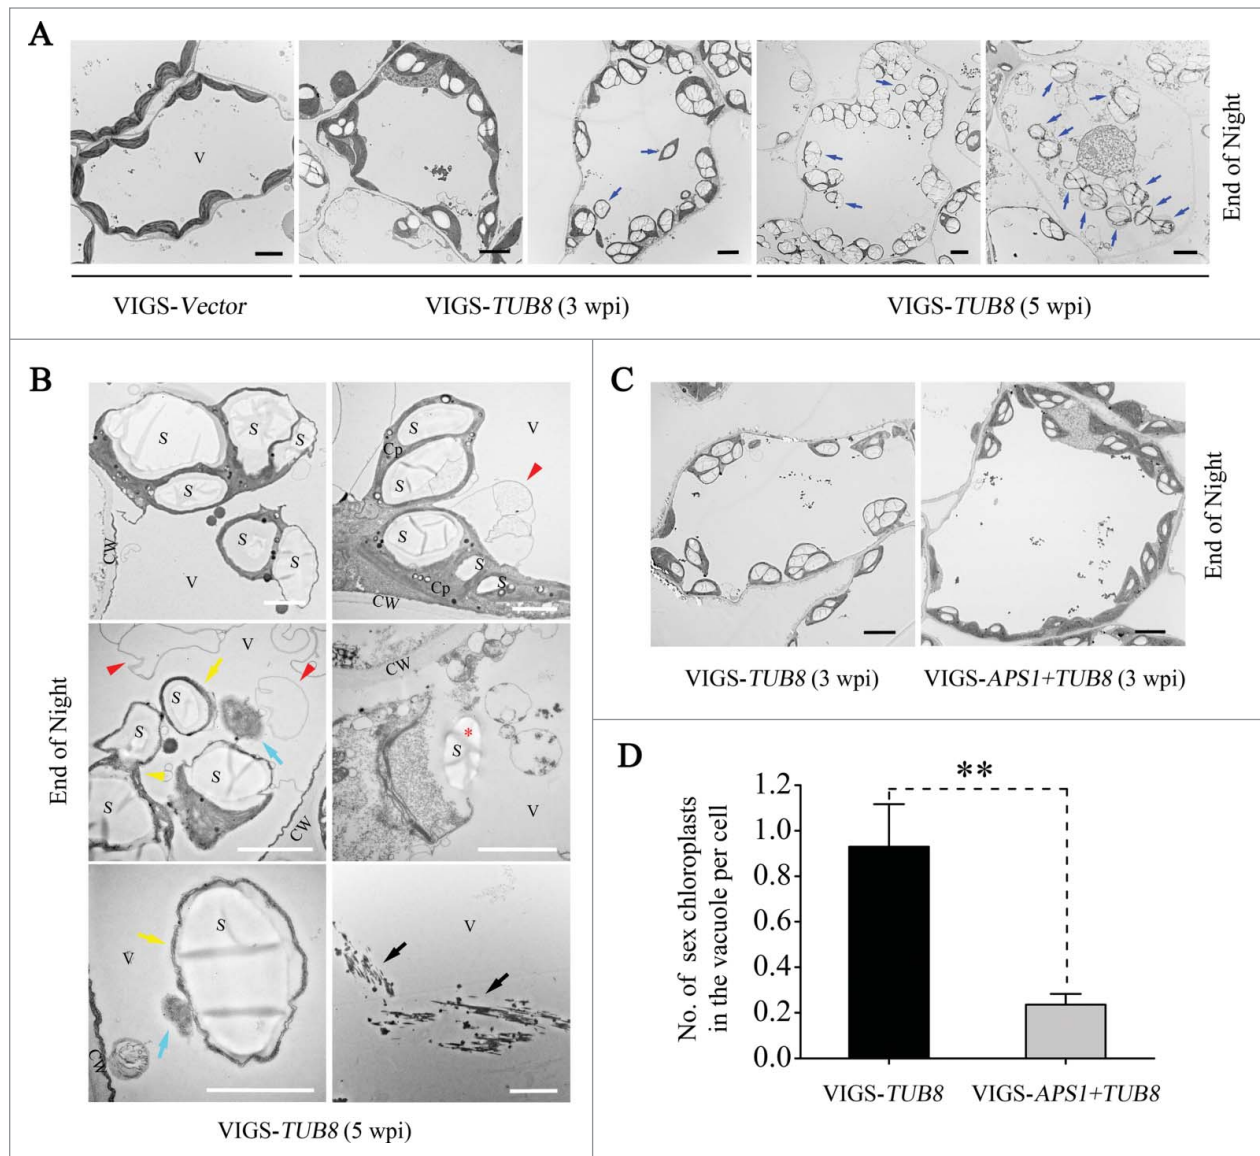 A
V
End of Night
VIGS-Vector
VIGS-TUB8 (3 wpi)
VIGS-TUB8 (5 wpi)
B
S
S
S
S
S
S
CW
V
S
V
Cp
S
S
S
S
Cp
CW
V
S
S
S
S
CW
CW
*
S
V
S
V
CW
V
End of Night
VIGS-TUB8 (5 wpi)
C
End of Night
VIGS-TUB8 (3 wpi)
VIGS-APS1+TUB8 (3 wpi)
D
No. of sex chloroplasts
in the vacuole per cell
1.2
1.0
0.8
0.6
0.4
0.2
0.0
**
VIGS-TUB8
VIGS-APS1+TUB8